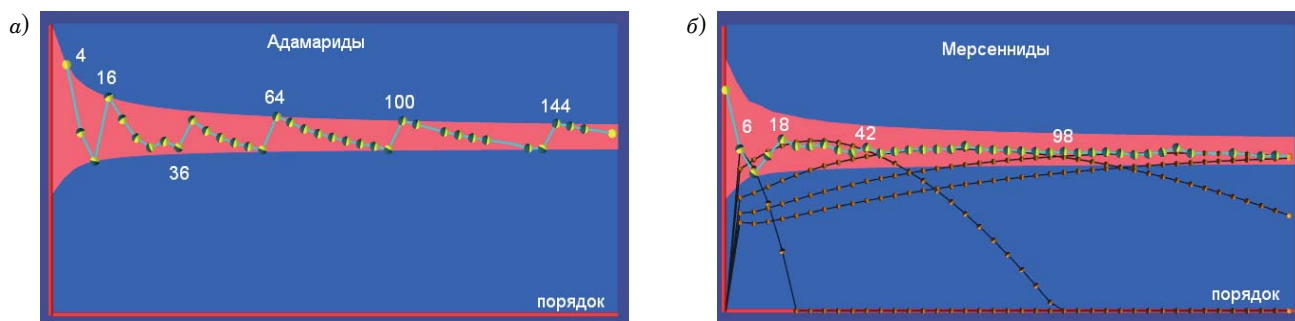 а)
Адамариды
4
16
64
100
144
36
порядок
б)
Мерсенниды
6
18
42
98
порядок